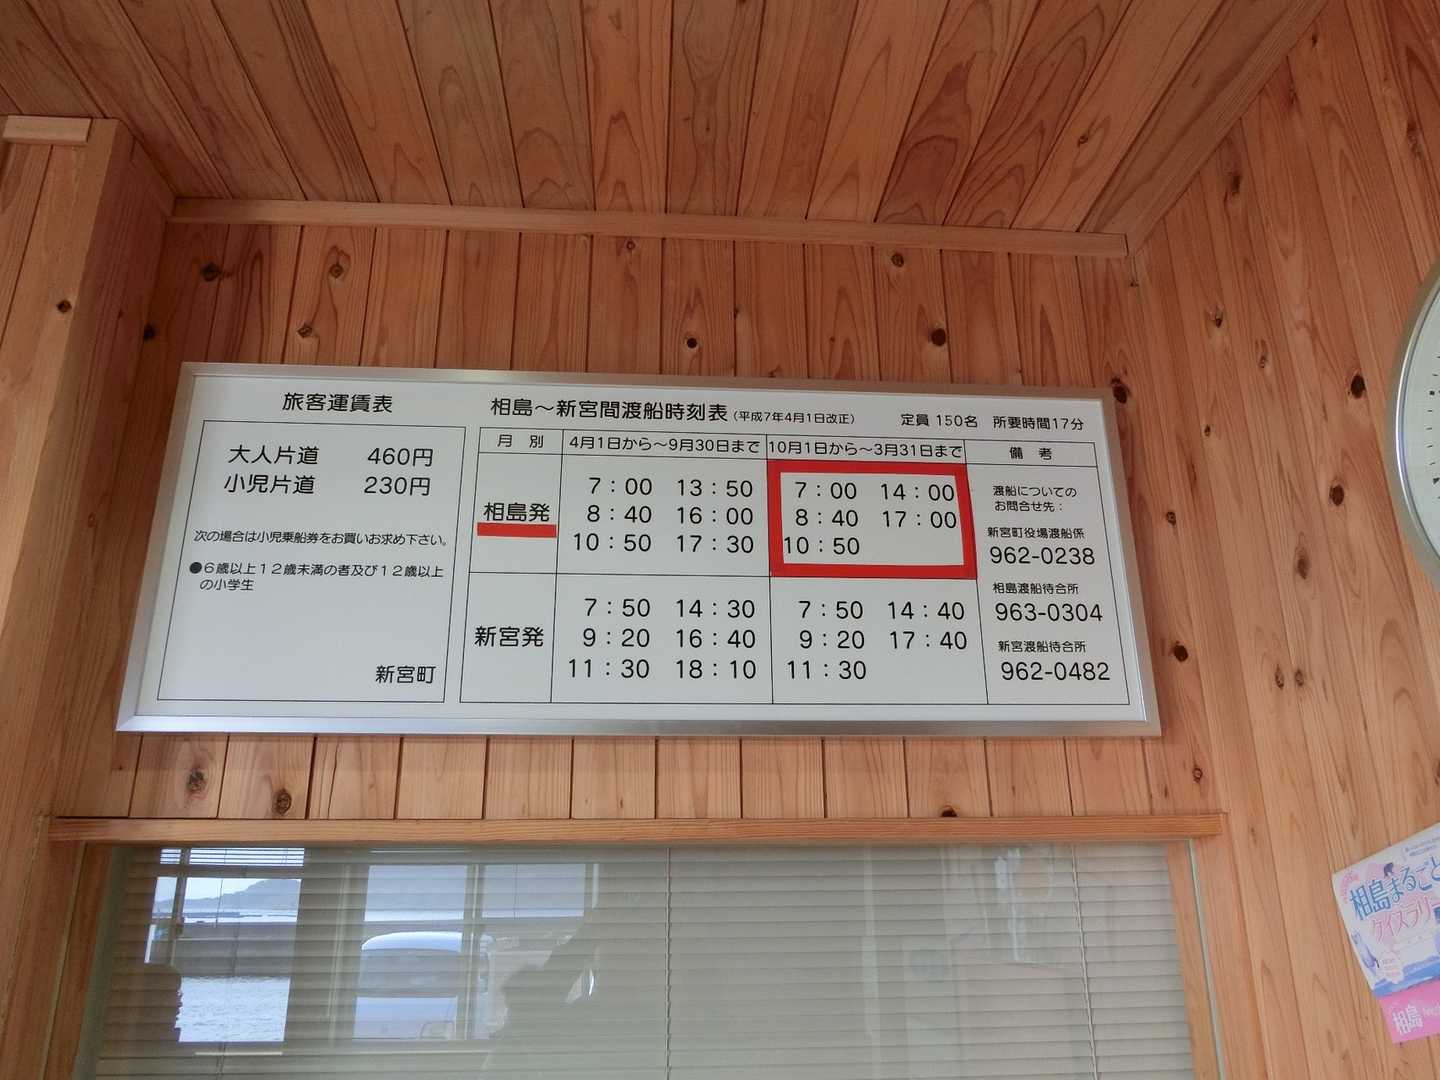 旅客運賃表
大人片道 460円
小児片道 230円
次の場合は小児乗船券をお買いお求め下さい。
●6歳以上12歳未満の者及び12歳以上
の小学生
新宮町
相島～新宮間渡船時刻表(平成7年4月1日改正) 定員 150名 所要時間17分
月 別 4月1日から～9月30日まで 10月1日から～3月31日まで 備 考
相島発
7：00 13：50
8：40 16：00
10：50 17：30
7：00 14：00
8：40 17：00
10：50
新宮発
7：50 14：30
9：20 16：40
11：30 18：10
7：50 14：40
9：20 17：40
11：30
渡船についての
お問合せ先：
新宮町役場渡船係
962-0238
相島渡船待合所
963-0304
新宮渡船待合所
962-0482
相島まるごと
クイズラリー
相島